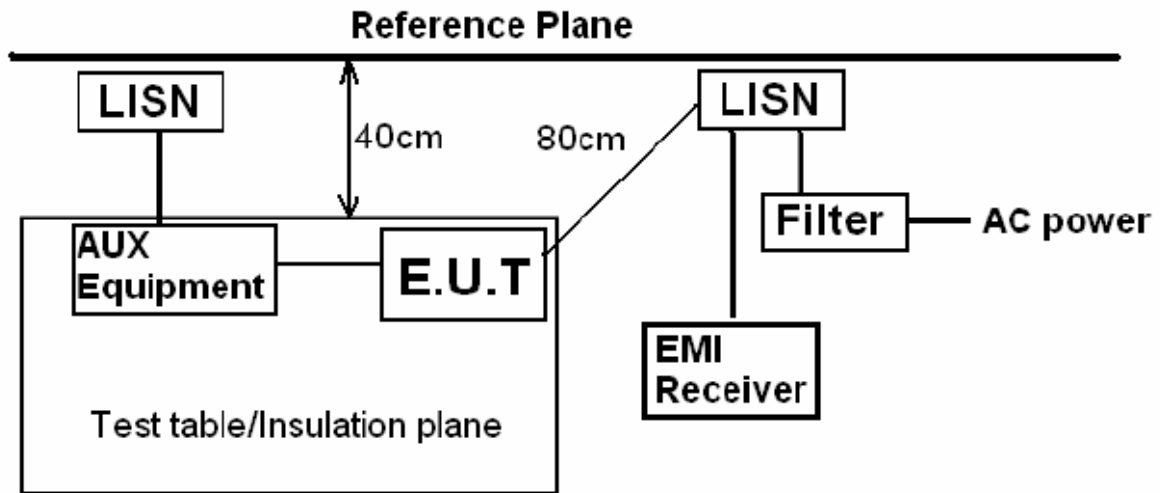 Reference Plane
LISN
40cm
80cm
LISN
Filter
AC power
AUX
Equipment
E.U.T
EMI
Receiver
Test table/Insulation plane